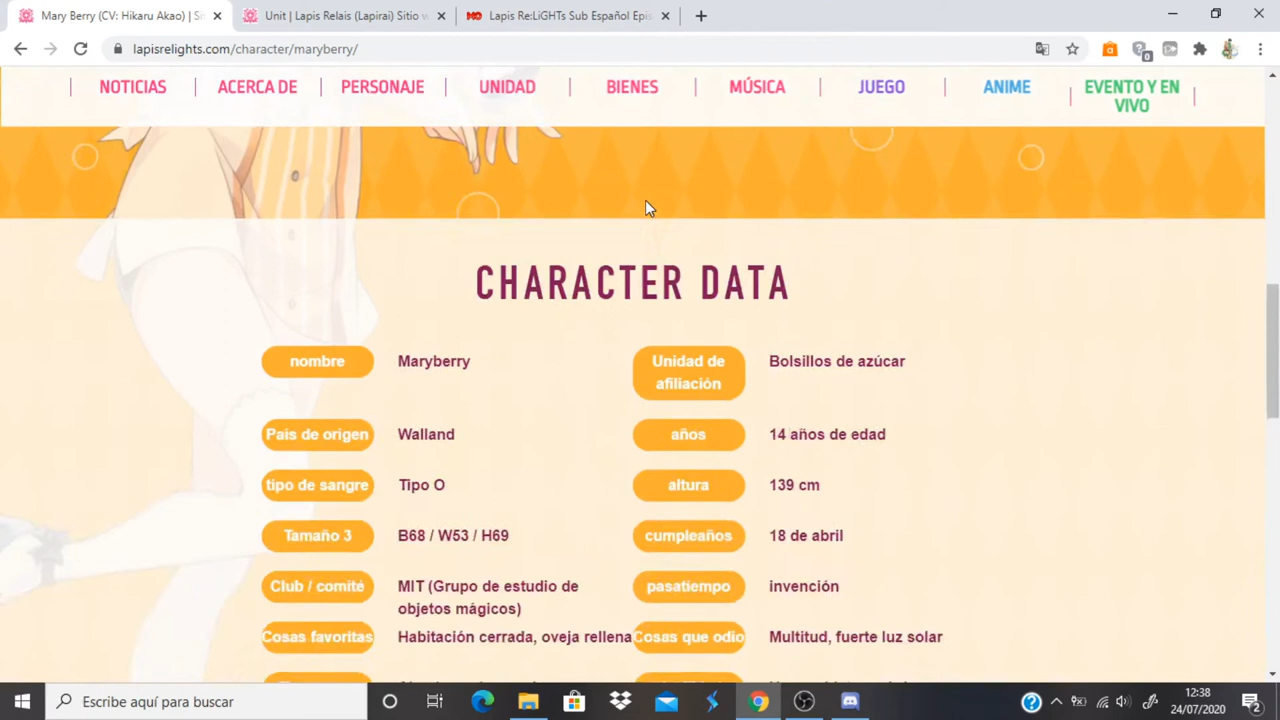 Mary Berry (CV: Hikaru Akao) | Si
Unit | Lapis Relais (Lapirai) Sitio w
Lapis Re:LiGHTs Sub Español Epis
lapisrelights.com/character/maryberry/
NOTICIAS
ACERCA DE
PERSONAJE
UNIDAD
BIENES
MÚSICA
JUEGO
ANIME
EVENTO Y EN
VIVO
CHARACTER DATA
nombre
Maryberry
Unidad de
afiliación
Bolsillos de azúcar
País de origen
Walland
años
14 años de edad
tipo de sangre
Tipo O
altura
139 cm
Tamaño 3
B68 / W53 / H69
cumpleaños
18 de abril
Club / comité
MIT (Grupo de estudio de
objetos mágicos)
pasatiempo
invención
Cosas favoritas
Habitación cerrada, oveja rellena
Cosas que odio
Multitud, fuerte luz solar
Escribe aquí para buscar
12:38
24/07/2020